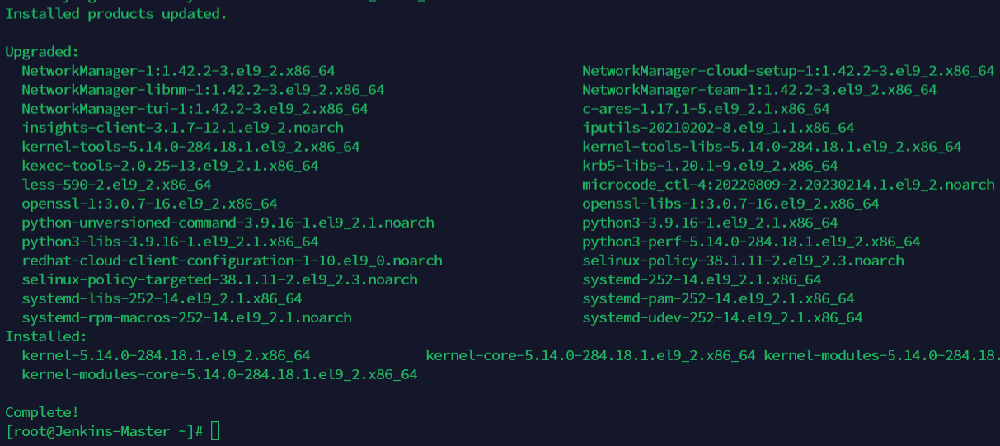 Installed products updated.
Upgraded:
NetworkManager-1:1.42.2-3.el9_2.x86_64 NetworkManager-cloud-setup-1:1.42.2-3.el9_2.x86_64
NetworkManager-libnm-1:1.42.2-3.el9_2.x86_64 NetworkManager-team-1:1.42.2-3.el9_2.x86_64
NetworkManager-tui-1:1.42.2-3.el9_2.x86_64 c-ares-1.17.1-5.el9_2.1.x86_64
insights-client-3.1.7-12.1.el9_2.noarch iputils-20210202-8.el9_1.1.x86_64
kernel-tools-5.14.0-284.18.1.el9_2.x86_64 kernel-tools-libs-5.14.0-284.18.1.el9_2.x86_64
kexec-tools-2.0.25-13.el9_2.1.x86_64 krb5-libs-1.20.1-9.el9_2.x86_64
less-590-2.el9_2.x86_64 microcode_ctl-4:20220809-2.20230214.1.el9_2.noarch
openssl-1:3.0.7-16.el9_2.x86_64 openssl-libs-1:3.0.7-16.el9_2.x86_64
python-unversioned-command-3.9.16-1.el9_2.1.noarch python3-3.9.16-1.el9_2.1.x86_64
python3-libs-3.9.16-1.el9_2.1.x86_64 python3-perf-5.14.0-284.18.1.el9_2.x86_64
redhat-cloud-client-configuration-1-10.el9_0.noarch selinux-policy-38.1.11-2.el9_2.3.noarch
selinux-policy-targeted-38.1.11-2.el9_2.3.noarch systemd-252-14.el9_2.1.x86_64
systemd-libs-252-14.el9_2.1.x86_64 systemd-pam-252-14.el9_2.1.x86_64
systemd-rpm-macros-252-14.el9_2.1.noarch systemd-udev-252-14.el9_2.1.x86_64
Installed:
kernel-5.14.0-284.18.1.el9_2.x86_64 kernel-core-5.14.0-284.18.1.el9_2.x86_64 kernel-modules-5.14.0-284.18.
kernel-modules-core-5.14.0-284.18.1.el9_2.x86_64
Complete!
[root@Jenkins-Master ~]#